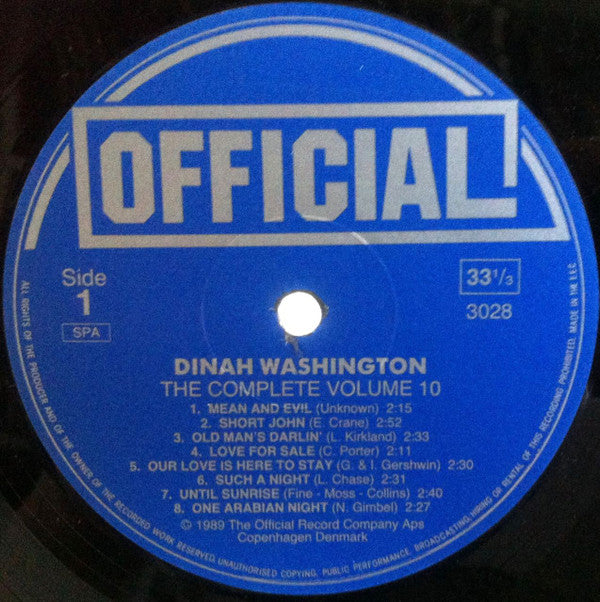 OFFICIAL
Side
1
SPA
33 1/3
3028
DINAH WASHINGTON
THE COMPLETE VOLUME 10
1. MEAN AND EVIL (Unknown) 2:15
2. SHORT JOHN (E. Crane) 2:52
3. OLD MAN'S DARLIN' (L. Kirkland) 2:33
4. LOVE FOR SALE (C. Porter) 2:11
5. OUR LOVE IS HERE TO STAY (G. & I. Gershwin) 2:30
6. SUCH A NIGHT (L. Chase) 2:31
7. UNTIL SUNRISE (Fine - Moss - Collins) 2:40
8. ONE ARABIAN NIGHT (N. Gimbel) 2:27
© 1989 The Official Record Company Aps
Copenhagen Denmark
ALL RIGHTS OF THE PRODUCER AND OF THE OWNER OF THE RECORDED WORK RESERVED. UNAUTHORISED COPYING, PUBLIC PERFORMANCE, BROADCASTING, HIRING OR RENTAL OF THIS RECORDING PROHIBITED. MADE IN THE E.E.C.